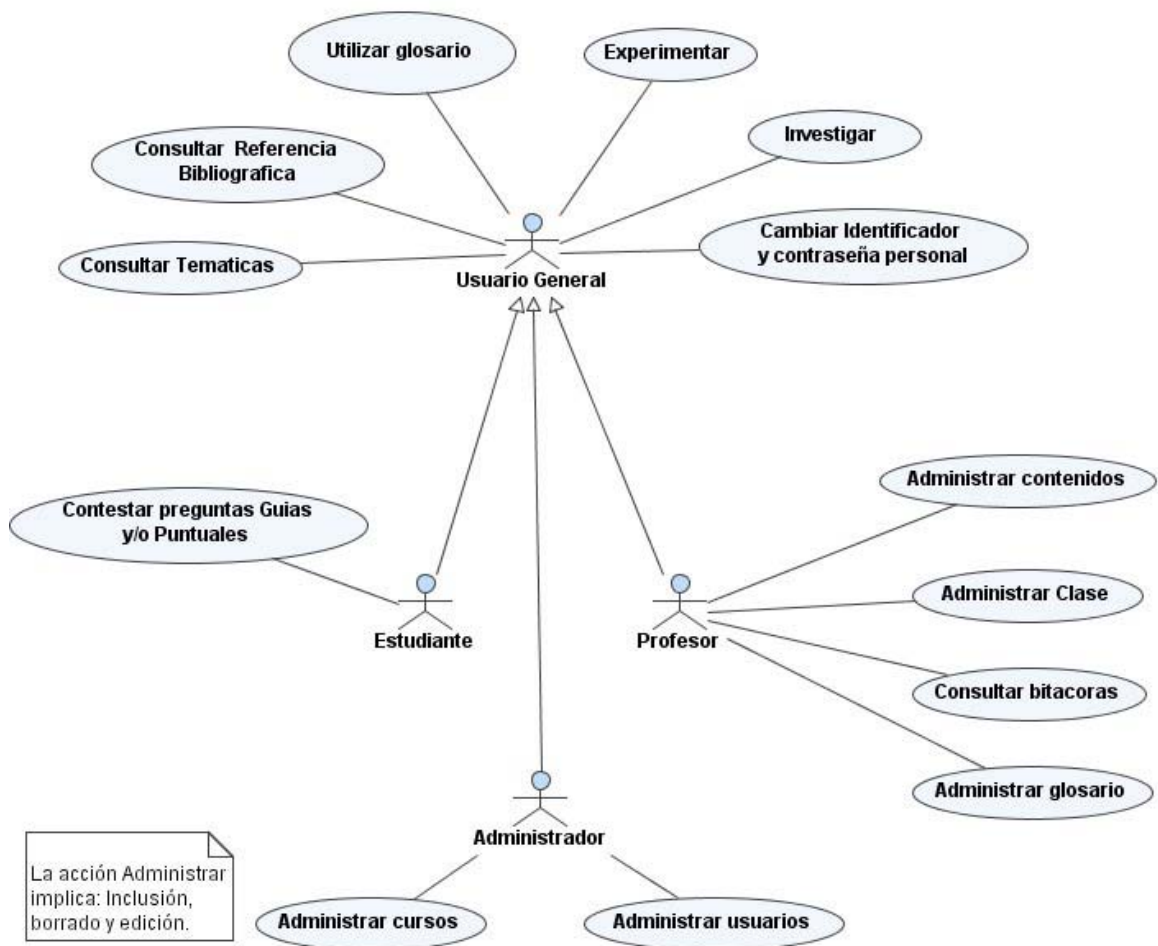 Utilizar glosario
Experimentar
Investigar
Consultar Referencia
Bibliografica
Cambiar Identificador
y contraseña personal
Consultar Tematicas
Usuario General
Administrar contenidos
Contestar preguntas Guias
y/o Puntuales
Administrar Clase
Estudiante
Profesor
Consultar bitacoras
Administrar glosario
Administrador
La acción Administrar
implica: Inclusión,
borrado y edición.
Administrar cursos
Administrar usuarios